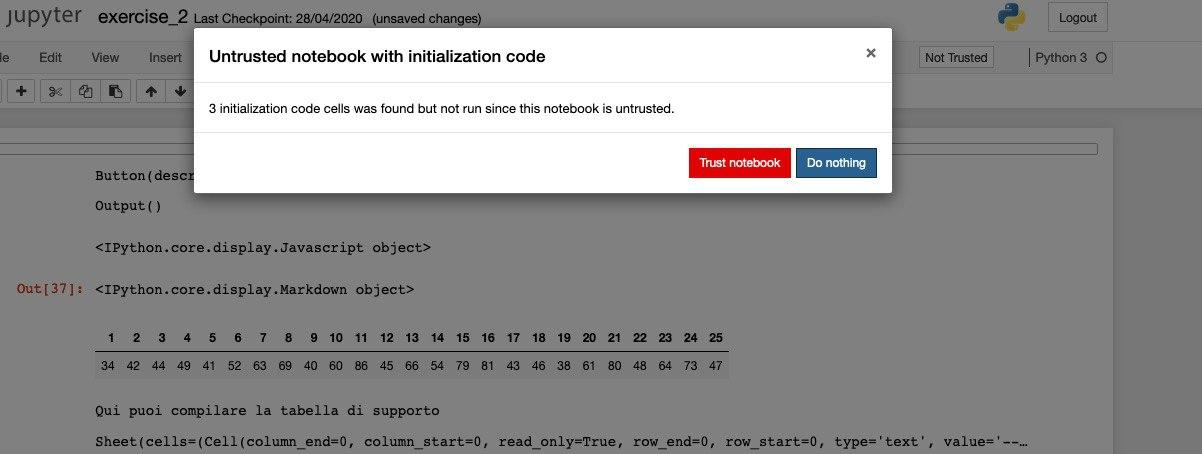 jupyter exercise_2 Last Checkpoint: 28/04/2020 (unsaved changes)
Logout
Edit View Insert
Not Trusted Python 3
Untrusted notebook with initialization code ×
3 initialization code cells was found but not run since this notebook is untrusted.
Trust notebook Do nothing
Button(descr
Output()
<IPython.core.display.Javascript object>
Out[37]: <IPython.core.display.Markdown object>
1 2 3 4 5 6 7 8 9 10 11 12 13 14 15 16 17 18 19 20 21 22 23 24 25
34 42 44 49 41 52 63 69 40 60 86 45 66 54 79 81 43 46 38 61 80 48 64 73 47
Qui puoi compilare la tabella di supporto
Sheet(cells=(Cell(column_end=0, column_start=0, read_only=True, row_end=0, row_start=0, type='text', value='--…